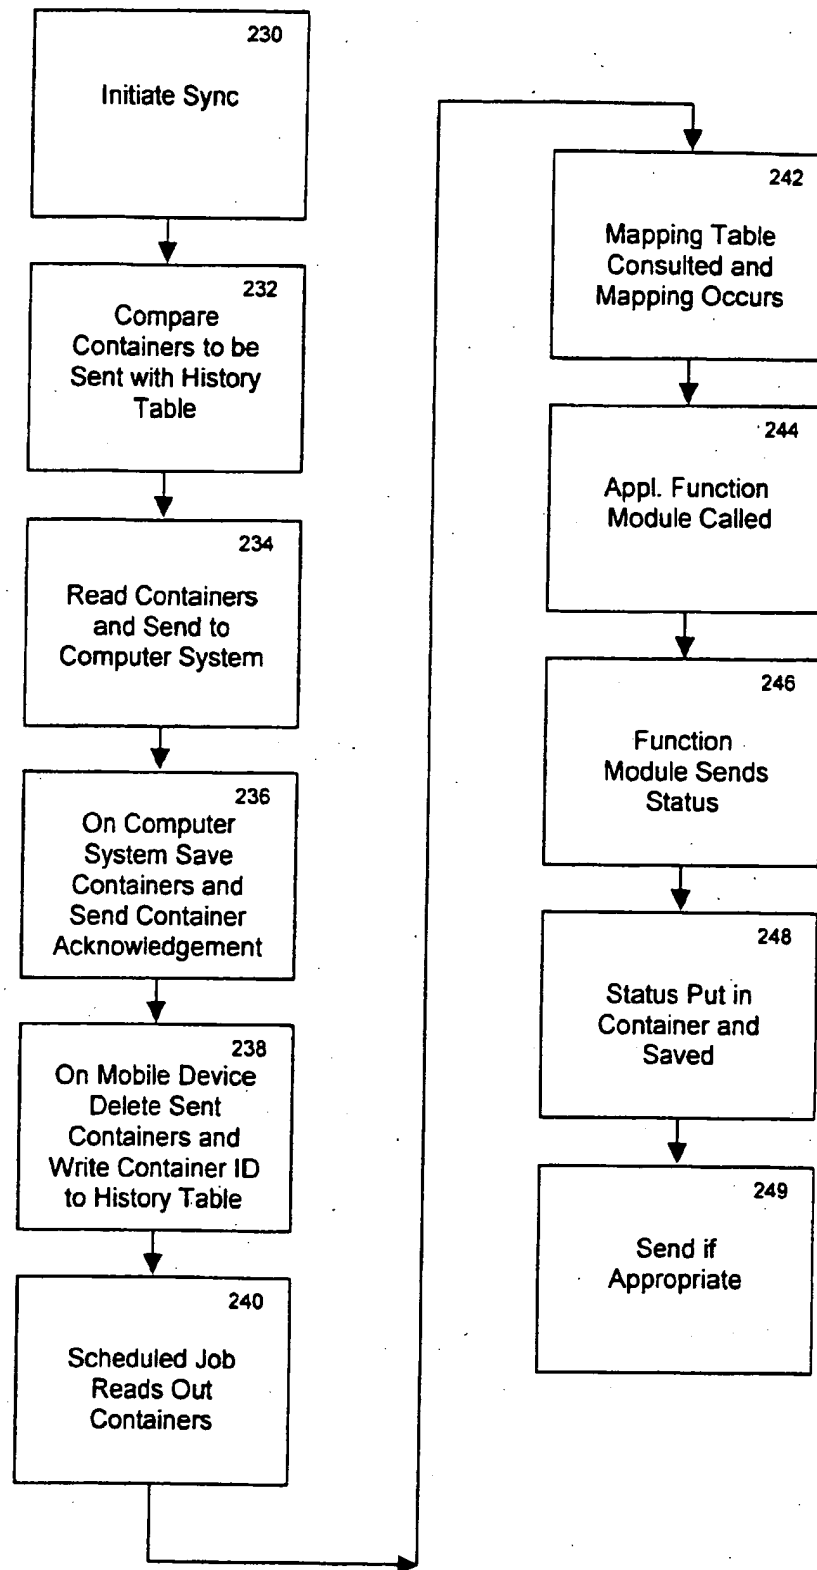 230
Initiate Sync
232
Compare
Containers to be
Sent with History
Table
234
Read Containers
and Send to
Computer System
236
On Computer
System Save
Containers and
Send Container
Acknowledgement
238
On Mobile Device
Delete Sent
Containers and
Write Container ID
to History Table
240
Scheduled Job
Reads Out
Containers
242
Mapping Table
Consulted and
Mapping Occurs
244
Appl. Function
Module Called
246
Function
Module Sends
Status
248
Status Put in
Container and
Saved
249
Send if
Appropriate